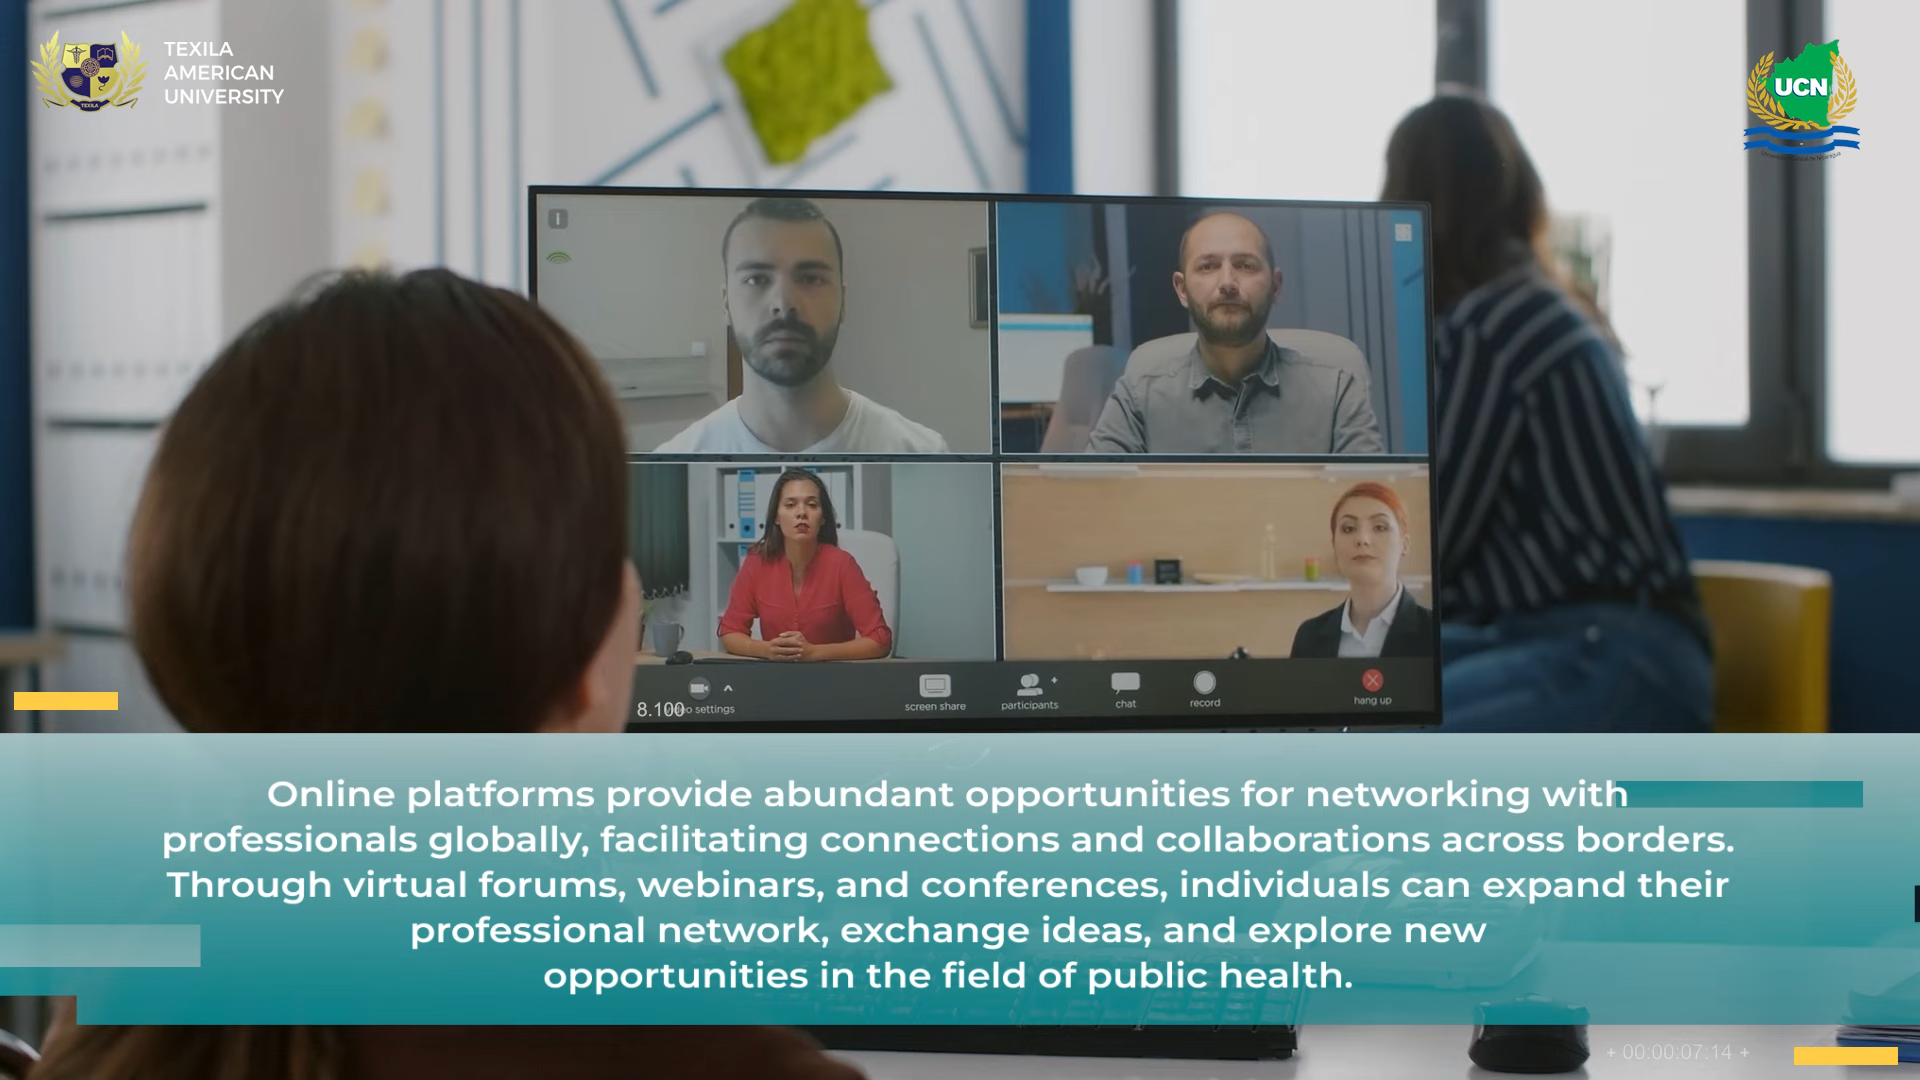 TEXILA
AMERICAN
UNIVERSITY
TEXILA
UCN
screen share
participants
chat
record
hang up
8.100
settings
Online platforms provide abundant opportunities for networking with
professionals globally, facilitating connections and collaborations across borders.
Through virtual forums, webinars, and conferences, individuals can expand their
professional network, exchange ideas, and explore new
opportunities in the field of public health.
+ 00:00:07:14 +